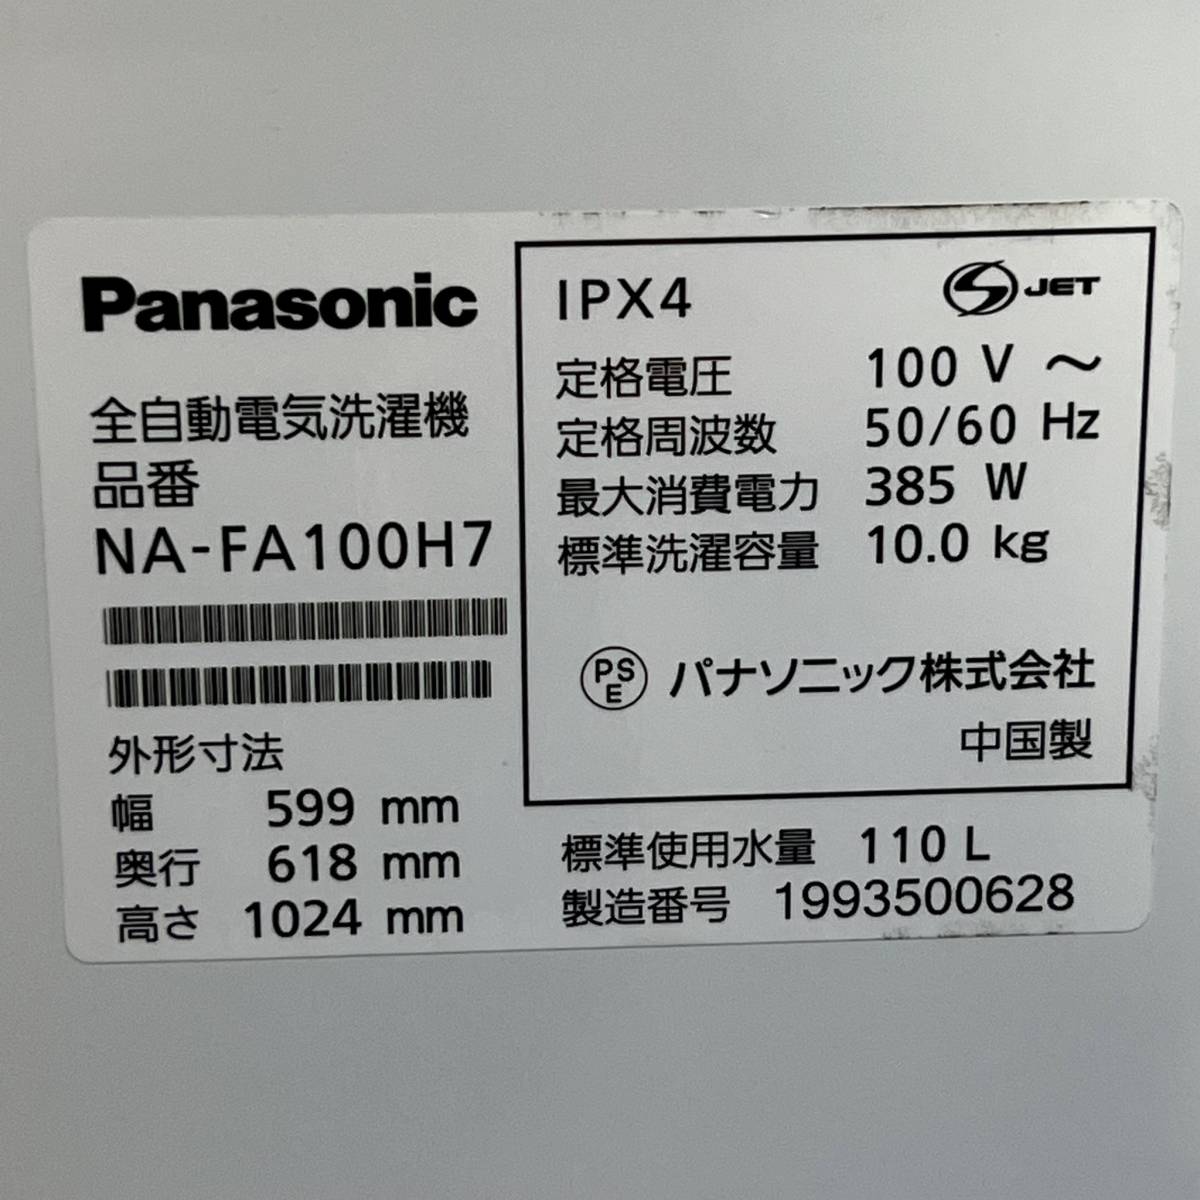 Panasonic
全自動電気洗濯機
品番
NA-FA100H7
外形寸法
幅 599 mm
奥行 618 mm
高さ 1024 mm
IPX4
S JET
定格電圧 100 V ～
定格周波数 50/60 Hz
最大消費電力 385 W
標準洗濯容量 10.0 kg
PS
E
パナソニック株式会社
中国製
標準使用水量 110 L
製造番号 1993500628